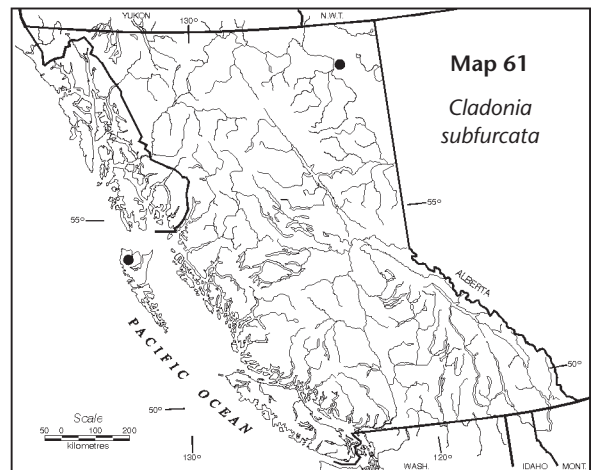 YUKON
130°
N.W.T.
Map 61
Cladonia
subfurcata
55°
55°
ALBERTA
PACIFIC OCEAN
50°
50°
Scale
50 0 100 200
kilometres
130°
120°
WASH.
IDAHO
MONT.